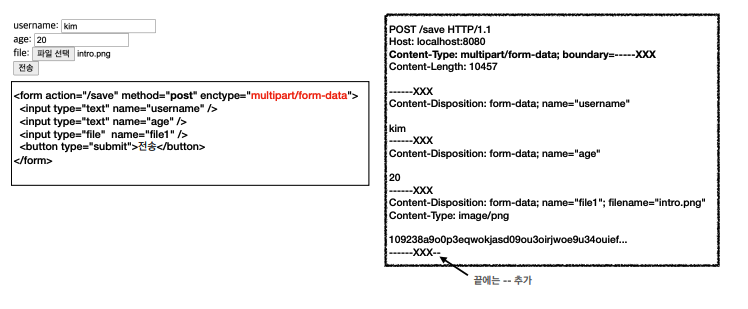 username: kim
age: 20
file: 파일 선택 intro.png
전송
<form action="/save" method="post" enctype="multipart/form-data">
<input type="text" name="username" />
<input type="text" name="age" />
<input type="file" name="file1" />
<button type="submit">전송</button>
</form>
POST /save HTTP/1.1
Host: localhost:8080
Content-Type: multipart/form-data; boundary=-----XXX
Content-Length: 10457
------XXX
Content-Disposition: form-data; name="username"
kim
------XXX
Content-Disposition: form-data; name="age"
20
------XXX
Content-Disposition: form-data; name="file1"; filename="intro.png"
Content-Type: image/png
109238a9o0p3eqwokjasd09ou3oirjwoe9u34ouief...
------XXX--
끝에는 -- 추가